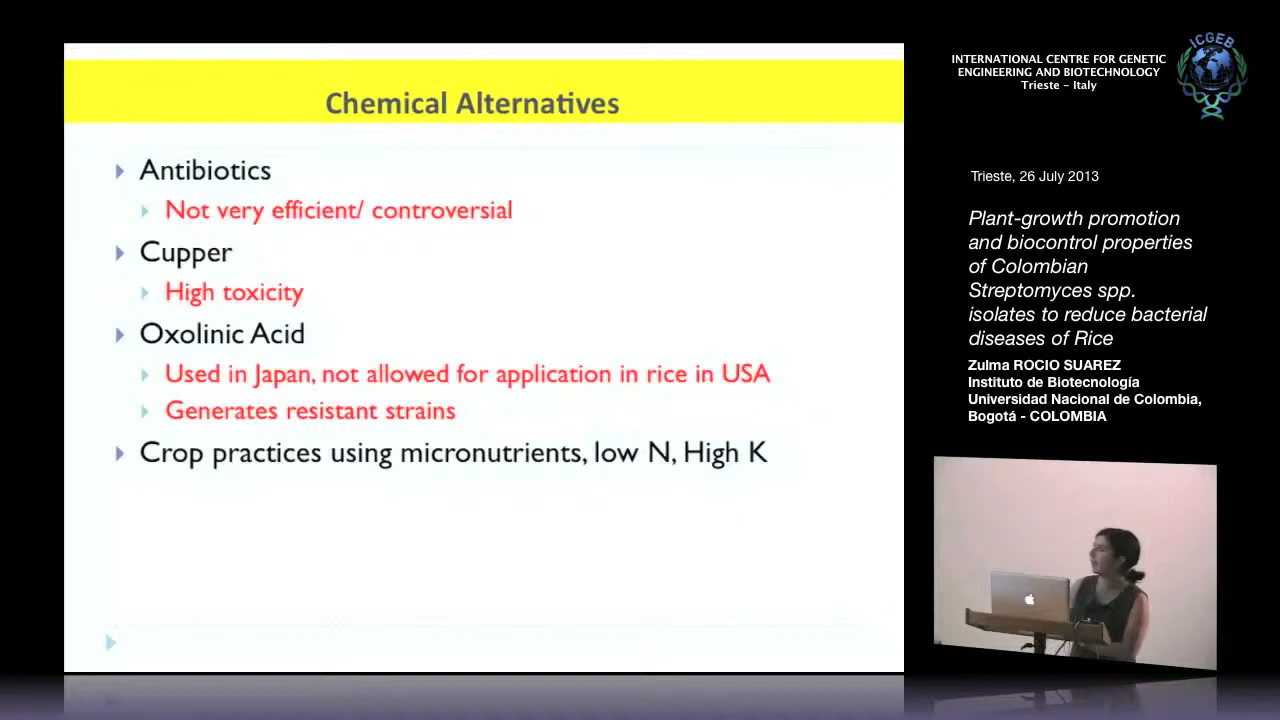 Chemical Alternatives
Antibiotics
Not very efficient/ controversial
Cupper
High toxicity
Oxolinic Acid
Used in Japan, not allowed for application in rice in USA
Generates resistant strains
Crop practices using micronutrients, low N, High K
INTERNATIONAL CENTRE FOR GENETIC
ENGINEERING AND BIOTECHNOLOGY
Trieste - Italy
ICGEB
Trieste, 26 July 2013
Plant-growth promotion
and biocontrol properties
of Colombian
Streptomyces spp.
isolates to reduce bacterial
diseases of Rice
Zulma ROCIO SUAREZ
Instituto de Biotecnología
Universidad Nacional de Colombia,
Bogotá - COLOMBIA